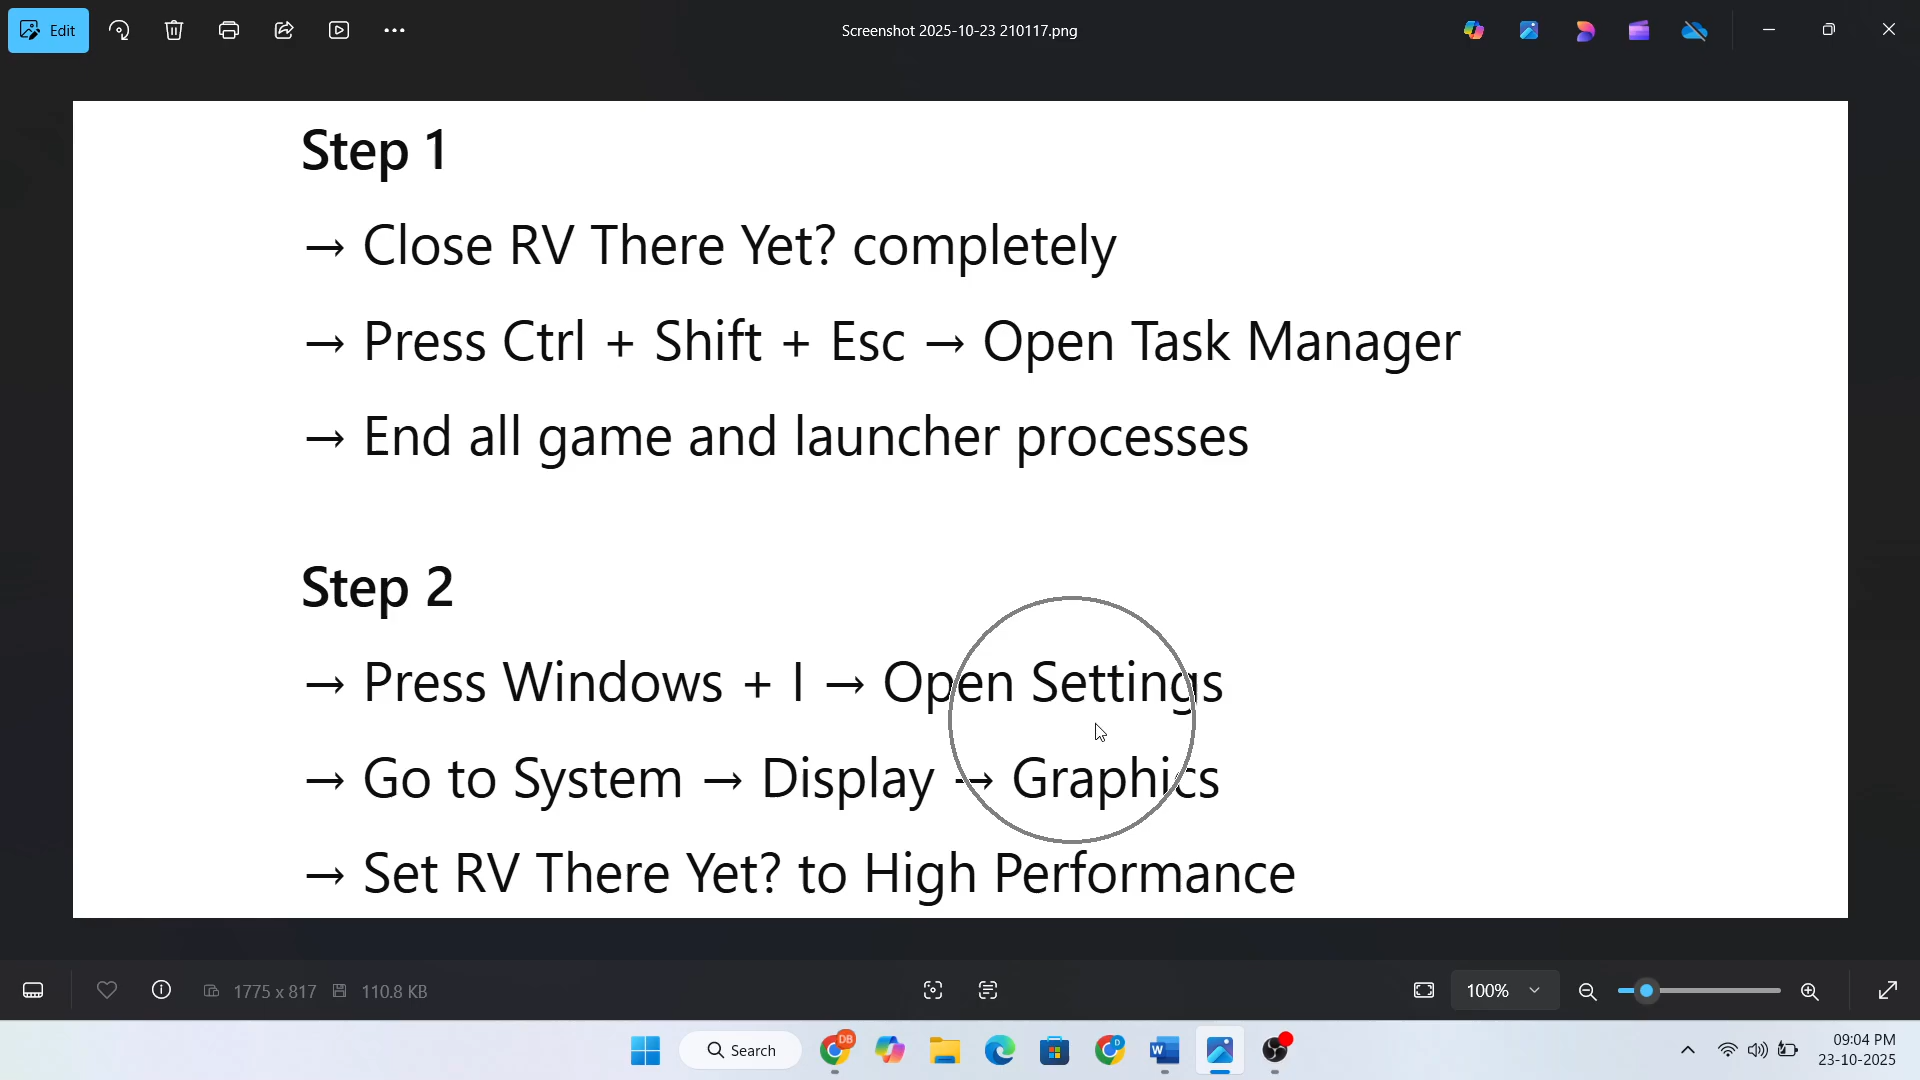 Edit
Screenshot 2025-10-23 210117.png
Step 1
→ Close RV There Yet? completely
→ Press Ctrl + Shift + Esc → Open Task Manager
→ End all game and launcher processes
Step 2
→ Press Windows + I → Open Settings
→ Go to System → Display → Graphics
→ Set RV There Yet? to High Performance
1775 x 817 110.8 KB 100%
Search
DB
D
W
09:04 PM
23-10-2025